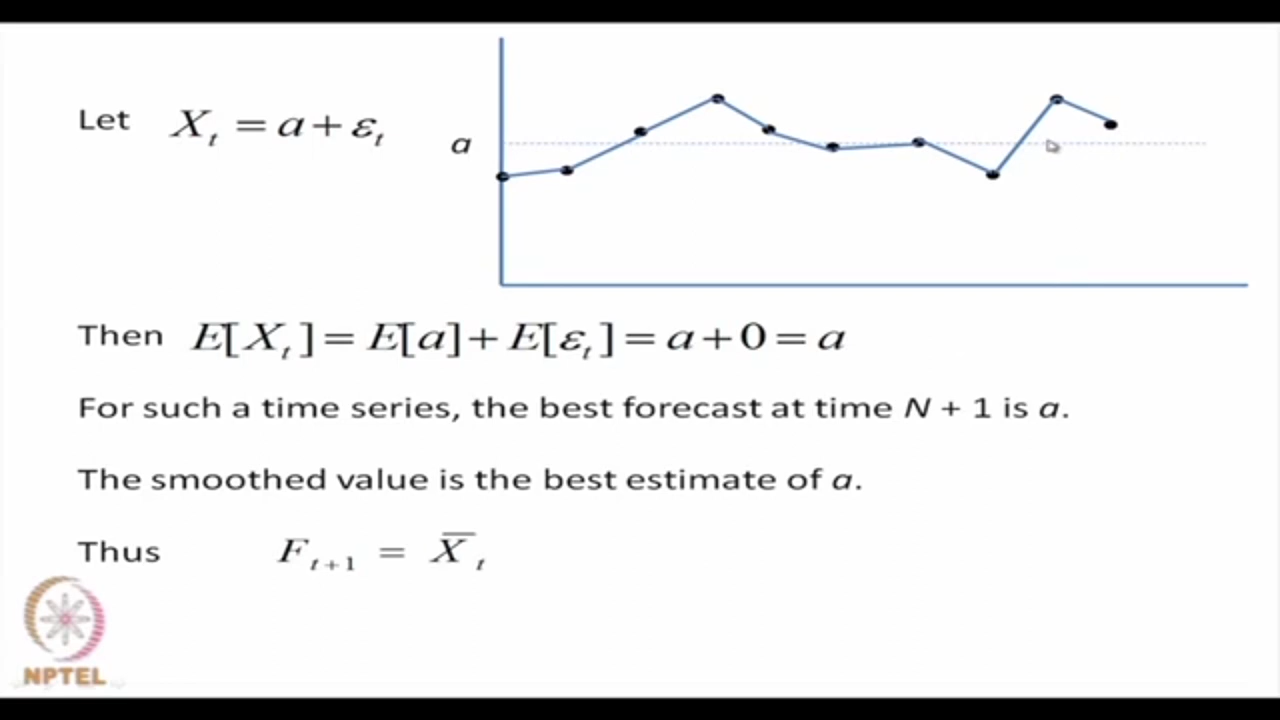 Let X_t = a + ε_t
a
Then E[X_t] = E[a] + E[ε_t] = a + 0 = a
For such a time series, the best forecast at time N + 1 is a.
The smoothed value is the best estimate of a.
Thus F_{t+1} = X̅_t
NPTEL